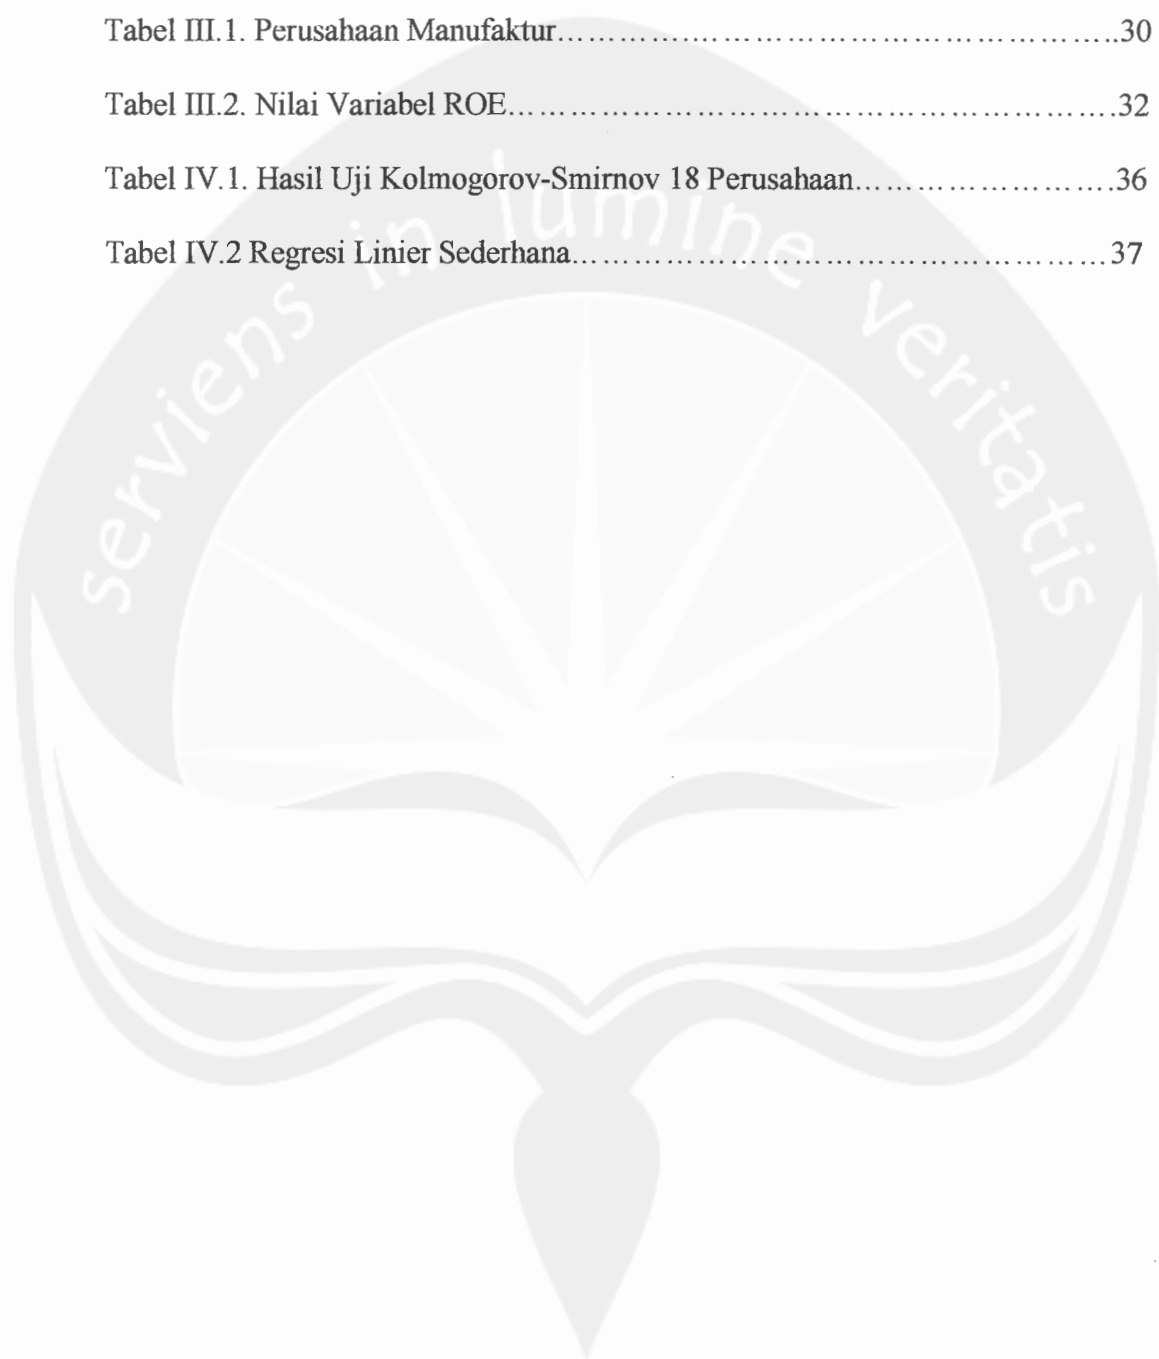 Tabel III.1. Perusahaan Manufaktur..........................................................30
Tabel III.2. Nilai Variabel ROE................................................................32
Tabel IV.1. Hasil Uji Kolmogorov-Smirnov 18 Perusahaan..........................36
Tabel IV.2 Regresi Linier Sederhana.......................................................37
serviens in lumine veritatis